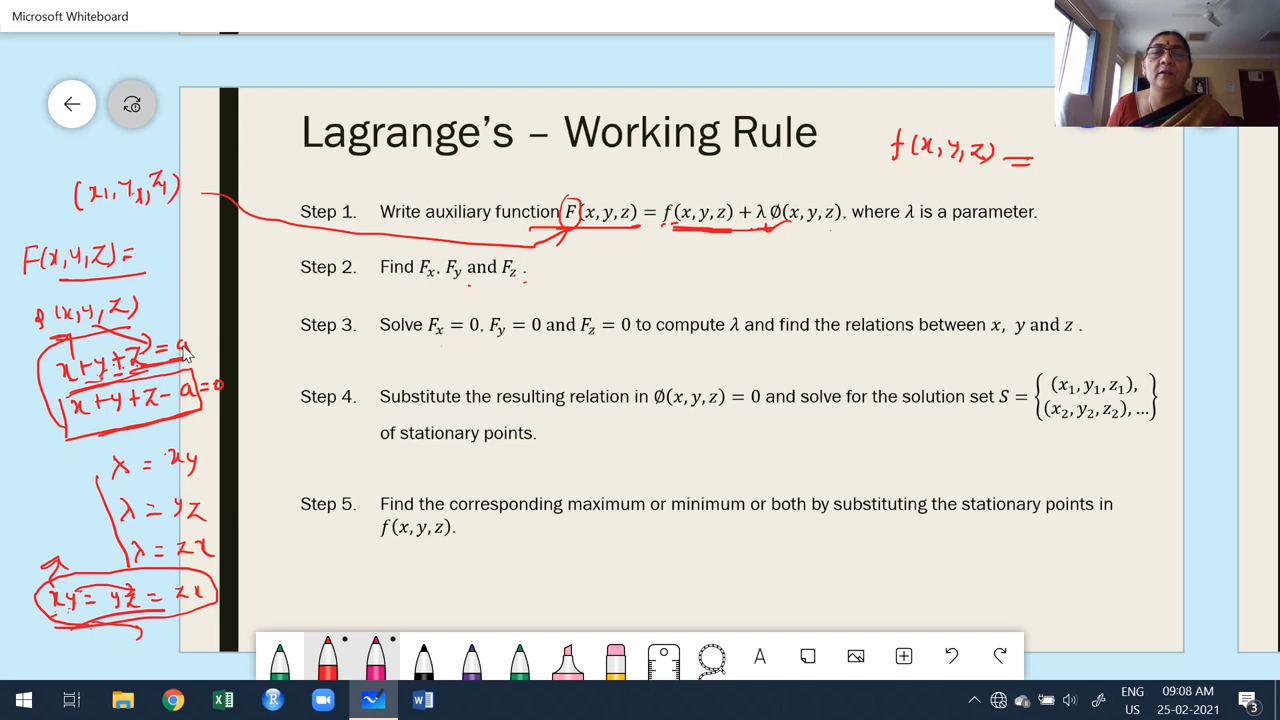 Microsoft Whiteboard
Lagrange's – Working Rule
f(x, y, z) =
(x1, y1, z1)
Step 1. Write auxiliary function F(x, y, z) = f(x, y, z) + λ Ø(x, y, z), where λ is a parameter.
F(x, y, z) =
Step 2. Find Fx, Fy and Fz .
(x, y, z)
Step 3. Solve Fx = 0, Fy = 0 and Fz = 0 to compute λ and find the relations between x, y and z .
x + y + z = a
x + y + z - a = 0
Step 4. Substitute the resulting relation in Ø(x, y, z) = 0 and solve for the solution set S = { (x1, y1, z1), (x2, y2, z2), ... }
of stationary points.
λ = xy
λ = yz
λ = zx
xy = yz = zx
Step 5. Find the corresponding maximum or minimum or both by substituting the stationary points in
f(x, y, z).
A
ENG
US
09:08 AM
25-02-2021
3